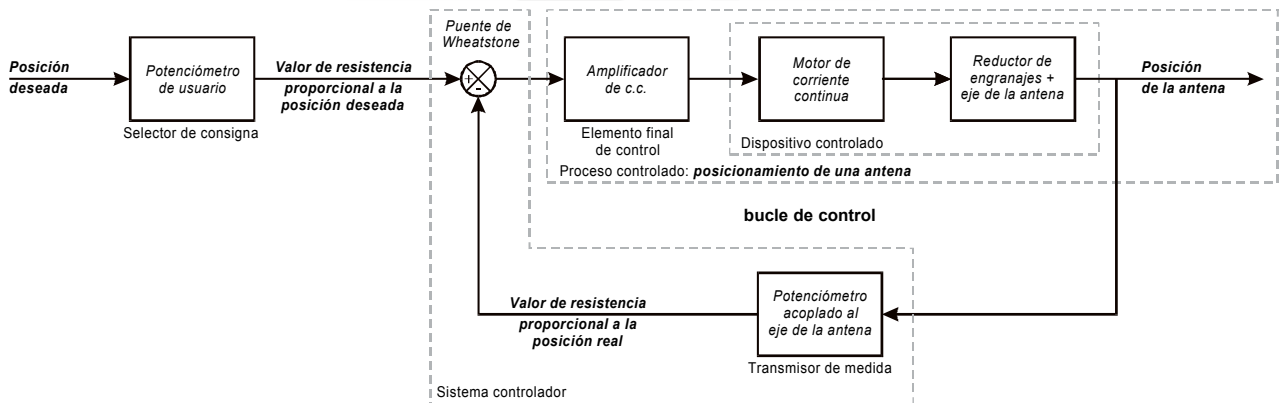 Posición
deseada
Potenciómetro
de usuario
Selector de consigna
Valor de resistencia
proporcional a la
posición deseada
Puente de
Wheatstone
+
-
Amplificador
de c.c.
Elemento final
de control
Motor de
corriente
continua
Reductor de
engranajes +
eje de la antena
Dispositivo controlado
Posición
de la antena
Proceso controlado: posicionamiento de una antena
bucle de control
Valor de resistencia
proporcional a la
posición real
Potenciómetro
acoplado al
eje de la antena
Transmisor de medida
Sistema controlador